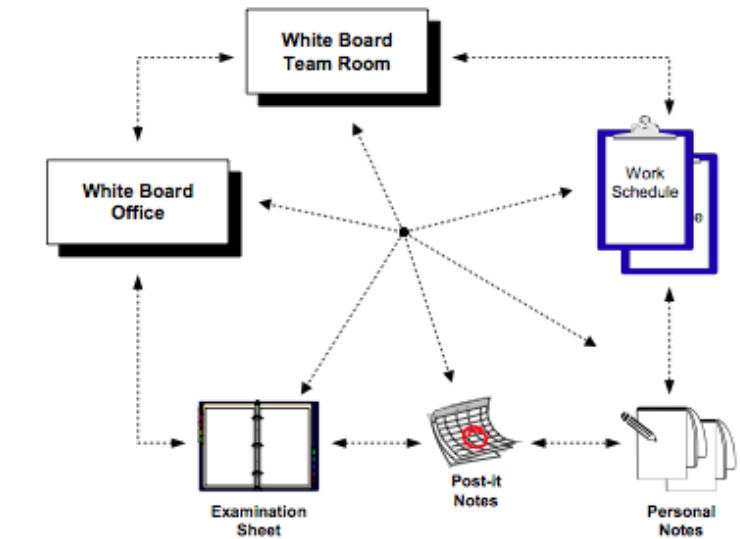 White Board
Team Room
White Board
Office
Work
Schedule
e
Examination
Sheet
Post-it
Notes
Personal
Notes